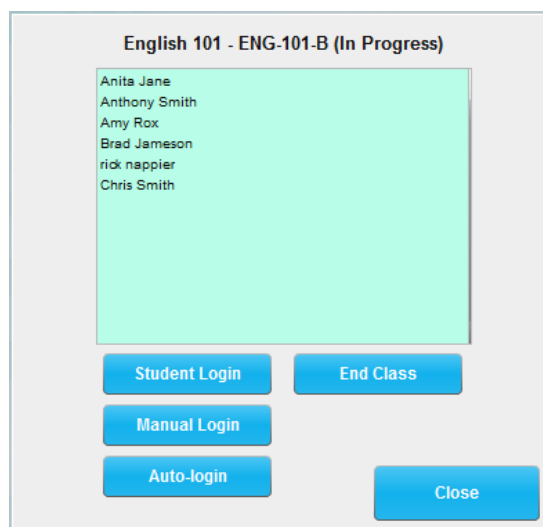 English 101 - ENG-101-B (In Progress)
Anita Jane
Anthony Smith
Amy Rox
Brad Jameson
rick nappier
Chris Smith
Student Login
End Class
Manual Login
Auto-login
Close